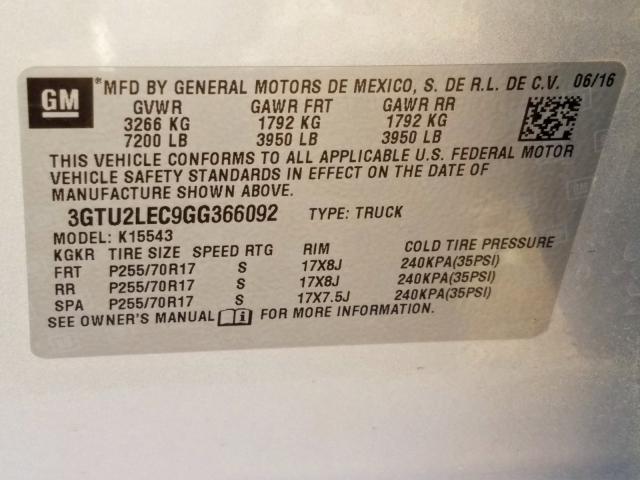 GM
*MFD BY GENERAL MOTORS DE MEXICO, S. DE R.L. DE C.V. 06/16
GVWR GAWR FRT GAWR RR
3266 KG 1792 KG 1792 KG
7200 LB 3950 LB 3950 LB
THIS VEHICLE CONFORMS TO ALL APPLICABLE U.S. FEDERAL MOTOR
VEHICLE SAFETY STANDARDS IN EFFECT ON THE DATE OF
MANUFACTURE SHOWN ABOVE.
3GTU2LEC9GG366092 TYPE: TRUCK
MODEL: K15543
KGKR TIRE SIZE SPEED RTG RIM COLD TIRE PRESSURE
FRT P255/70R17 S 17X8J 240KPA(35PSI)
RR P255/70R17 S 17X8J 240KPA(35PSI)
SPA P255/70R17 S 17X7.5J 240KPA(35PSI)
SEE OWNER'S MANUAL i FOR MORE INFORMATION.